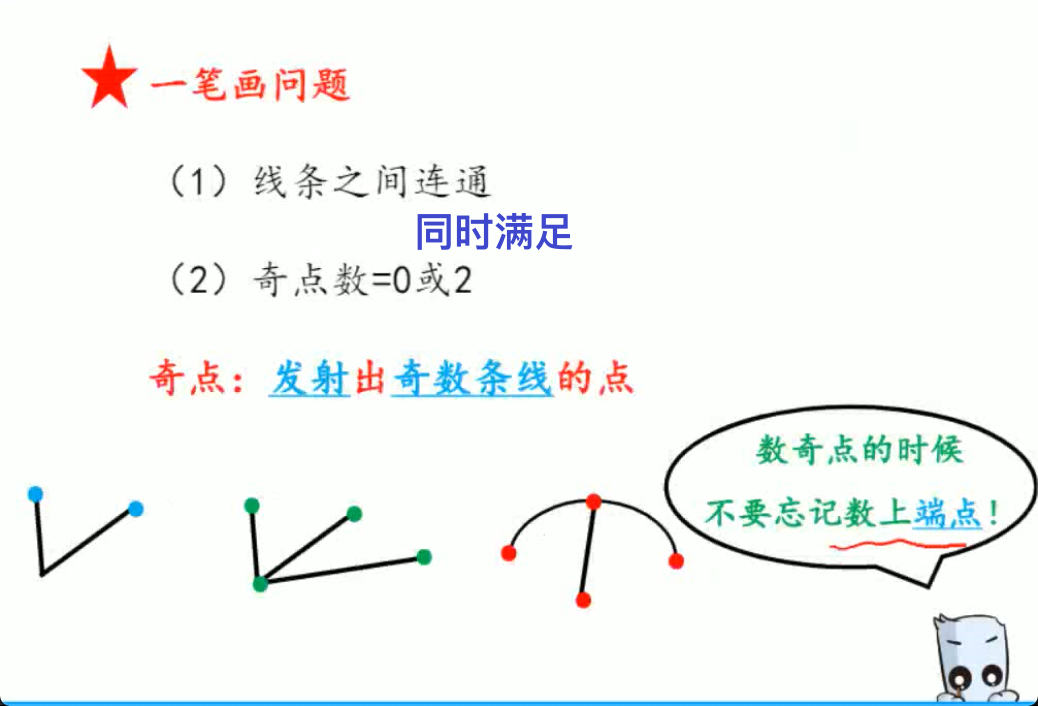 一笔画问题
（1）线条之间连通
同时满足
（2）奇点数=0或2
奇点：发射出奇数条线的点
数奇点的时候
不要忘记数上端点！